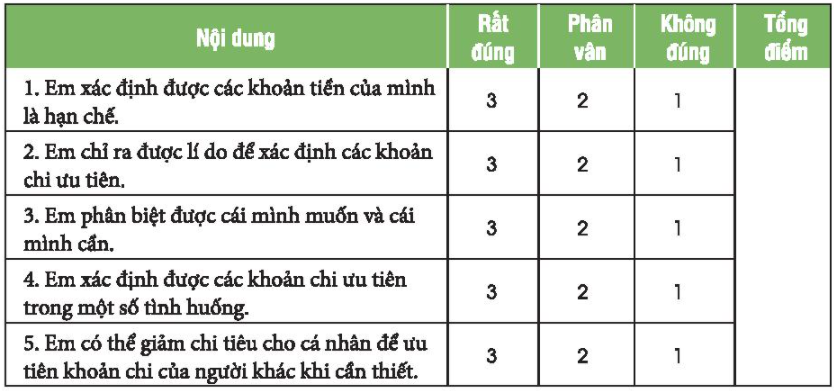 Nội dung Rất đúng Phân vân Không đúng Tổng điểm
1. Em xác định được các khoản tiền của mình
là hạn chế.
3 2 1
2. Em chỉ ra được lí do để xác định các khoản
chi ưu tiên.
3 2 1
3. Em phân biệt được cái mình muốn và cái
mình cần.
3 2 1
4. Em xác định được các khoản chi ưu tiên
trong một số tình huống.
3 2 1
5. Em có thể giảm chi tiêu cho cá nhân để ưu
tiên khoản chi của người khác khi cần thiết.
3 2 1